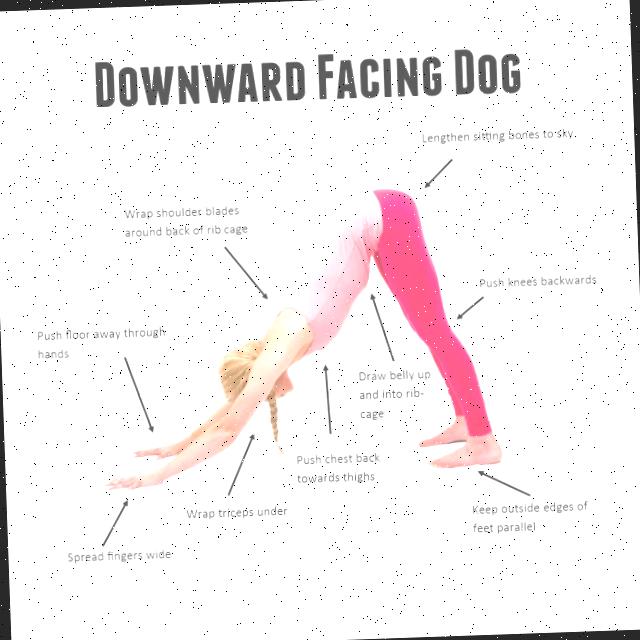 DOWNWARD FACING DOG
Lengthen sitting bones to sky
Wrap shoulder blades
around back of rib cage
Push knees backwards
Push floor away through
hands
Draw belly up
and into rib-
cage
Push chest back
towards thighs
Wrap triceps under
Keep outside edges of
feet parallel
Spread fingers wide